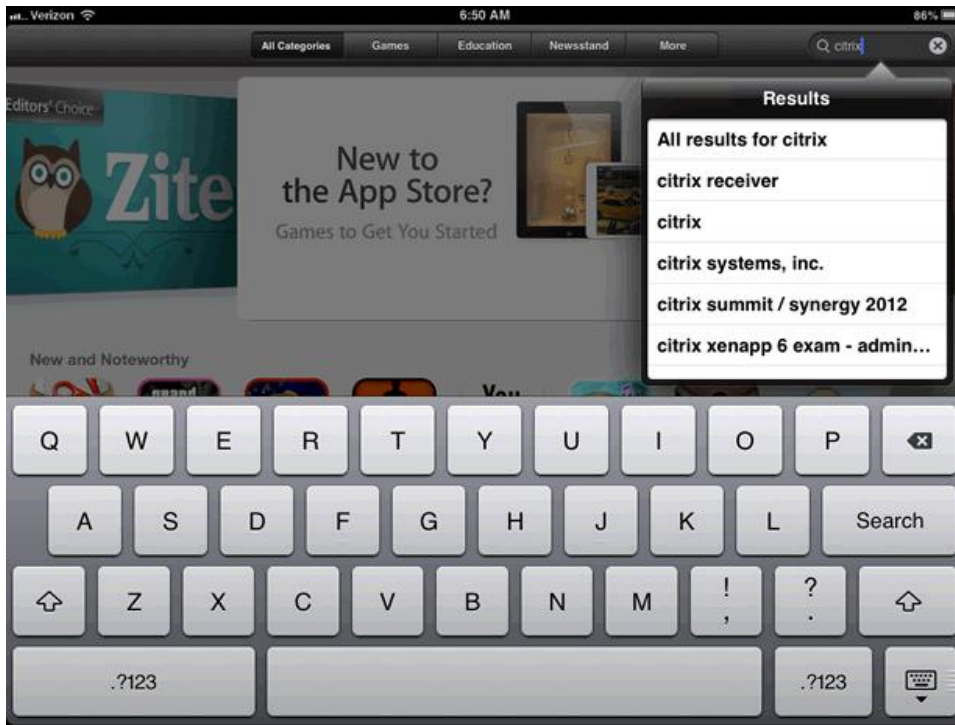 Verizon
6:50 AM
86%
All Categories
Games
Education
Newsstand
More
citrix
Editors' Choice
Zite
New to
the App Store?
Games to Get You Started
Results
All results for citrix
citrix receiver
citrix
citrix systems, inc.
citrix summit / synergy 2012
citrix xenapp 6 exam - admin...
New and Noteworthy
You
Q W E R T Y U I O P
A S D F G H J K L Search
Z X C V B N M ! , ? .
.?123 .?123